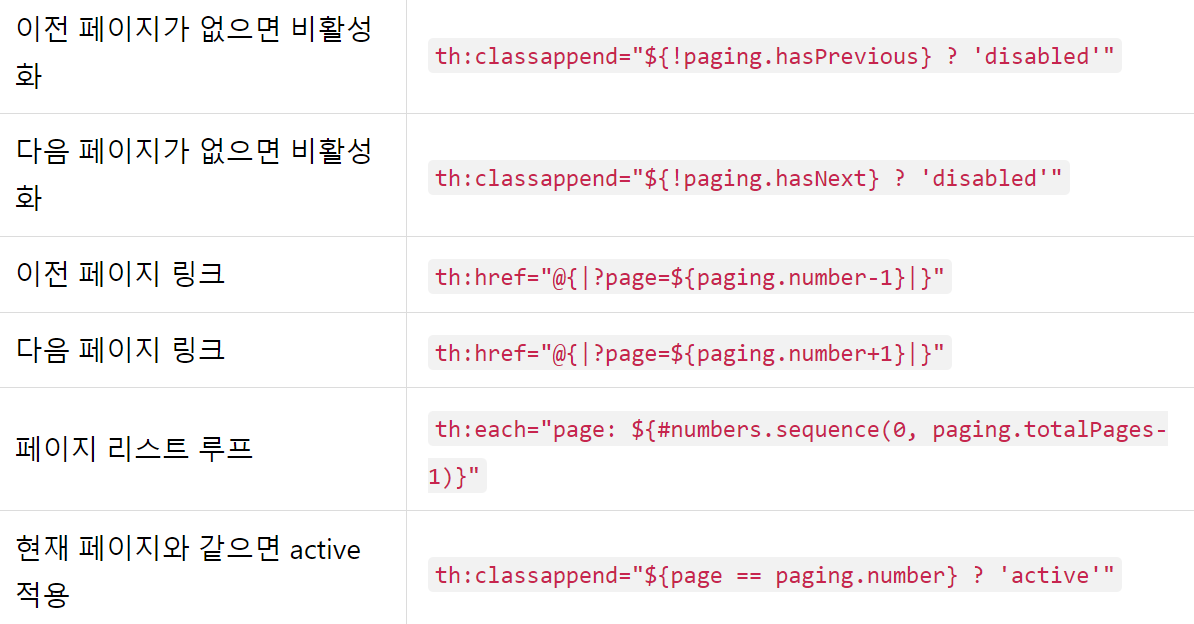 이전 페이지가 없으면 비활성
화
th:classappend="${!paging.hasPrevious} ? 'disabled'"
다음 페이지가 없으면 비활성
화
th:classappend="${!paging.hasNext} ? 'disabled'"
이전 페이지 링크
th:href="@{|?page=${paging.number-1}|}"
다음 페이지 링크
th:href="@{|?page=${paging.number+1}|}"
페이지 리스트 루프
th:each="page: ${#numbers.sequence(0, paging.totalPages-
1)}"
현재 페이지와 같으면 active
적용
th:classappend="${page == paging.number} ? 'active'"